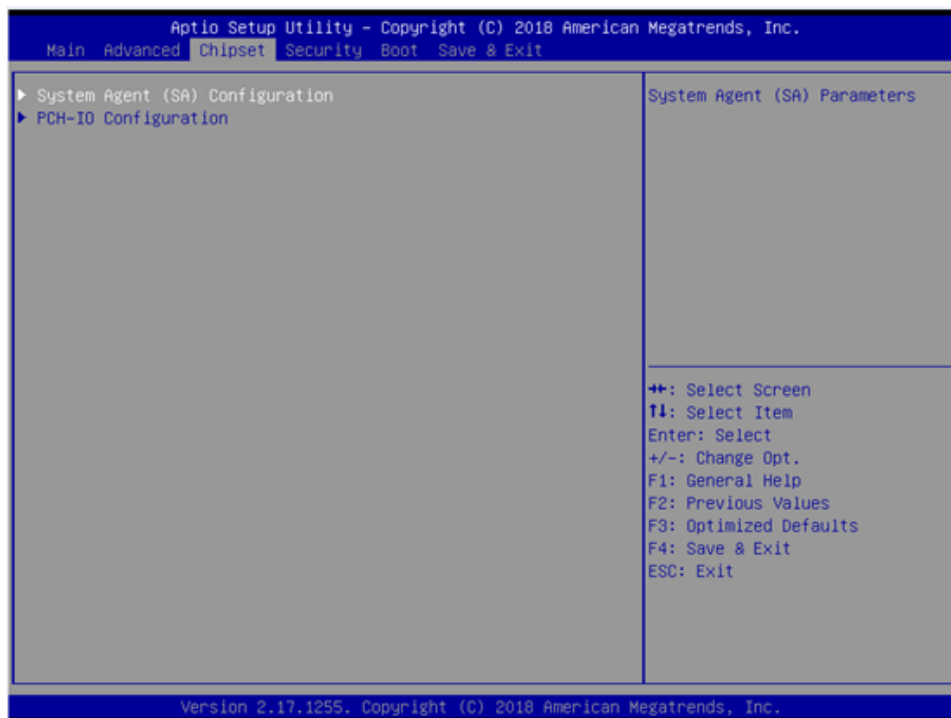 Aptio Setup Utility – Copyright (C) 2018 American Megatrends, Inc.
Main Advanced Chipset Security Boot Save & Exit
▶ System Agent (SA) Configuration
▶ PCH-IO Configuration
System Agent (SA) Parameters
→←: Select Screen
↑↓: Select Item
Enter: Select
+/-: Change Opt.
F1: General Help
F2: Previous Values
F3: Optimized Defaults
F4: Save & Exit
ESC: Exit
Version 2.17.1255. Copyright (C) 2018 American Megatrends, Inc.